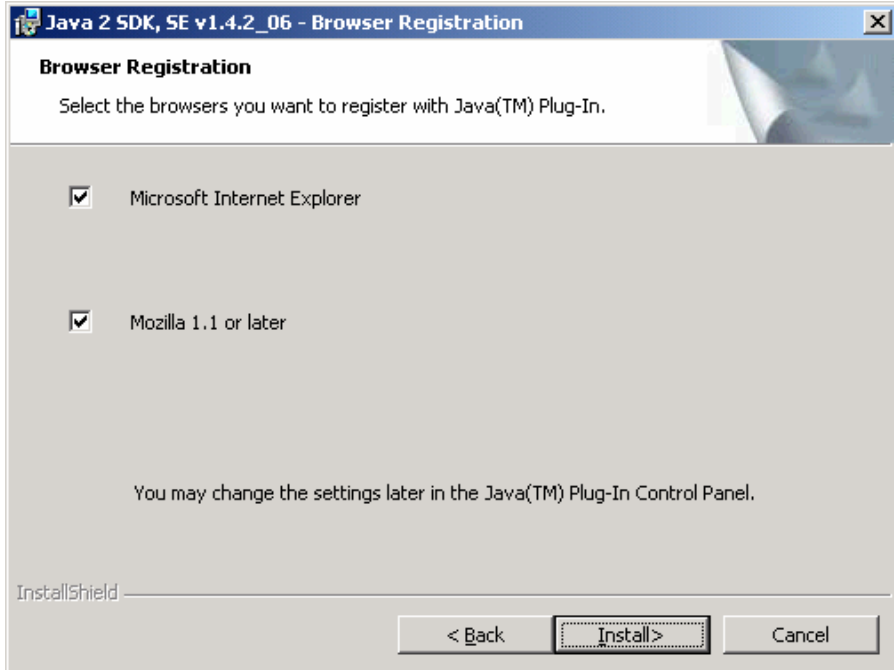 Java 2 SDK, SE v1.4.2_06 - Browser Registration
Browser Registration
Select the browsers you want to register with Java(TM) Plug-In.
Microsoft Internet Explorer
Mozilla 1.1 or later
You may change the settings later in the Java(TM) Plug-In Control Panel.
InstallShield
< Back Install> Cancel